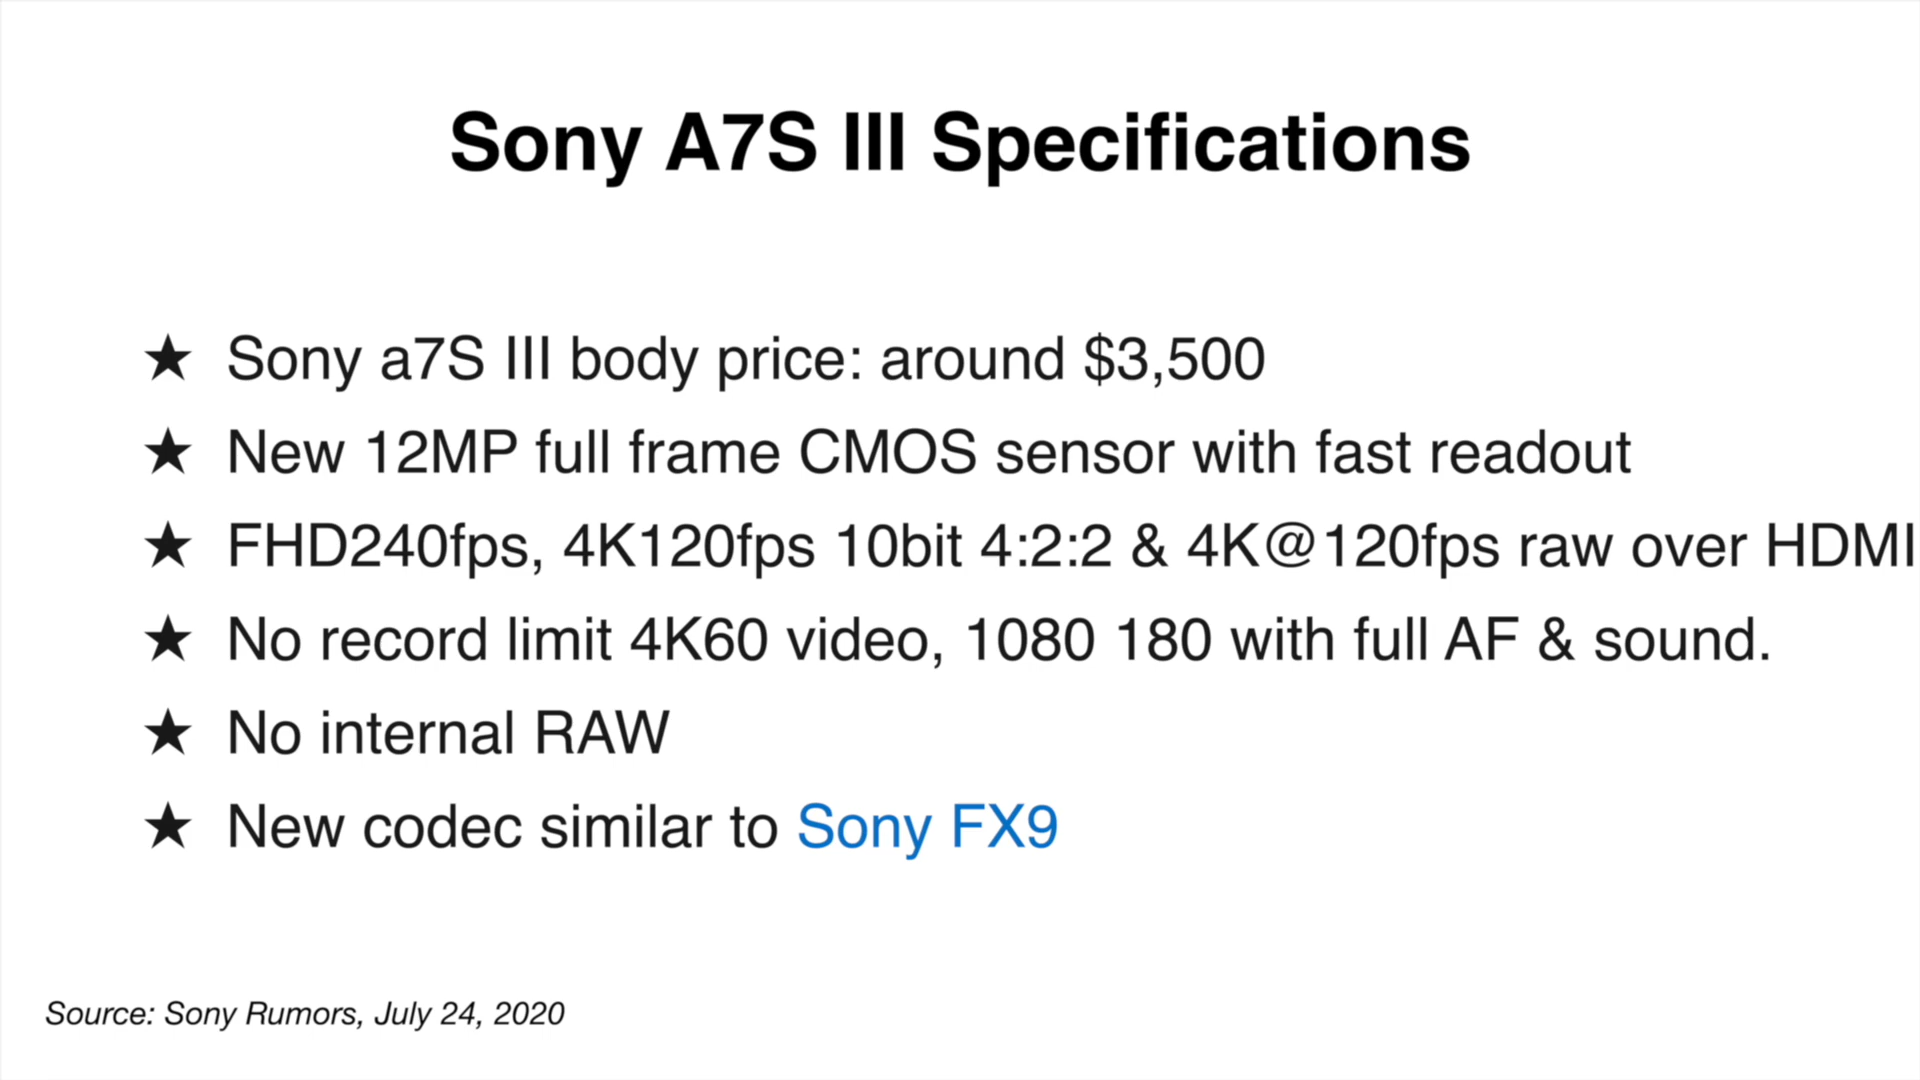 Sony A7S III Specifications
★ Sony a7S III body price: around $3,500
★ New 12MP full frame CMOS sensor with fast readout
★ FHD240fps, 4K120fps 10bit 4:2:2 & 4K@120fps raw over HDMI
★ No record limit 4K60 video, 1080 180 with full AF & sound.
★ No internal RAW
★ New codec similar to Sony FX9
Source: Sony Rumors, July 24, 2020